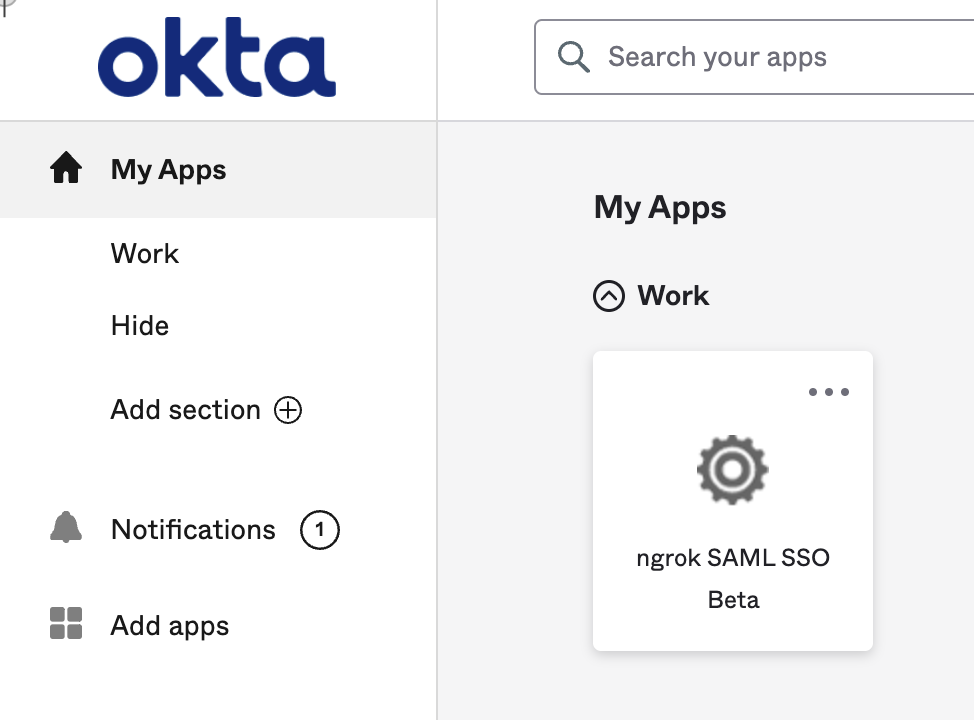 okta
Search your apps
My Apps
Work
Hide
Add section
Notifications 1
Add apps
My Apps
Work
ngrok SAML SSO
Beta